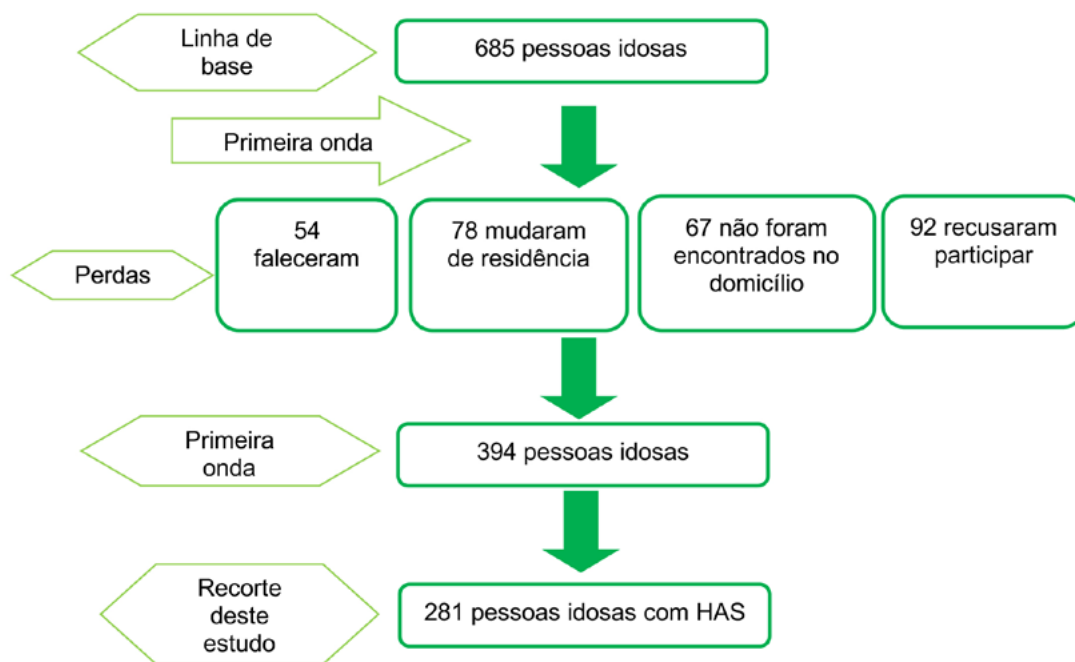 Linha de
base
685 pessoas idosas
Primeira onda
Perdas
54
faleceram
78 mudaram
de residência
67 não foram
encontrados no
domicílio
92 recusaram
participar
Primeira
onda
394 pessoas idosas
Recorte
deste
estudo
281 pessoas idosas com HAS